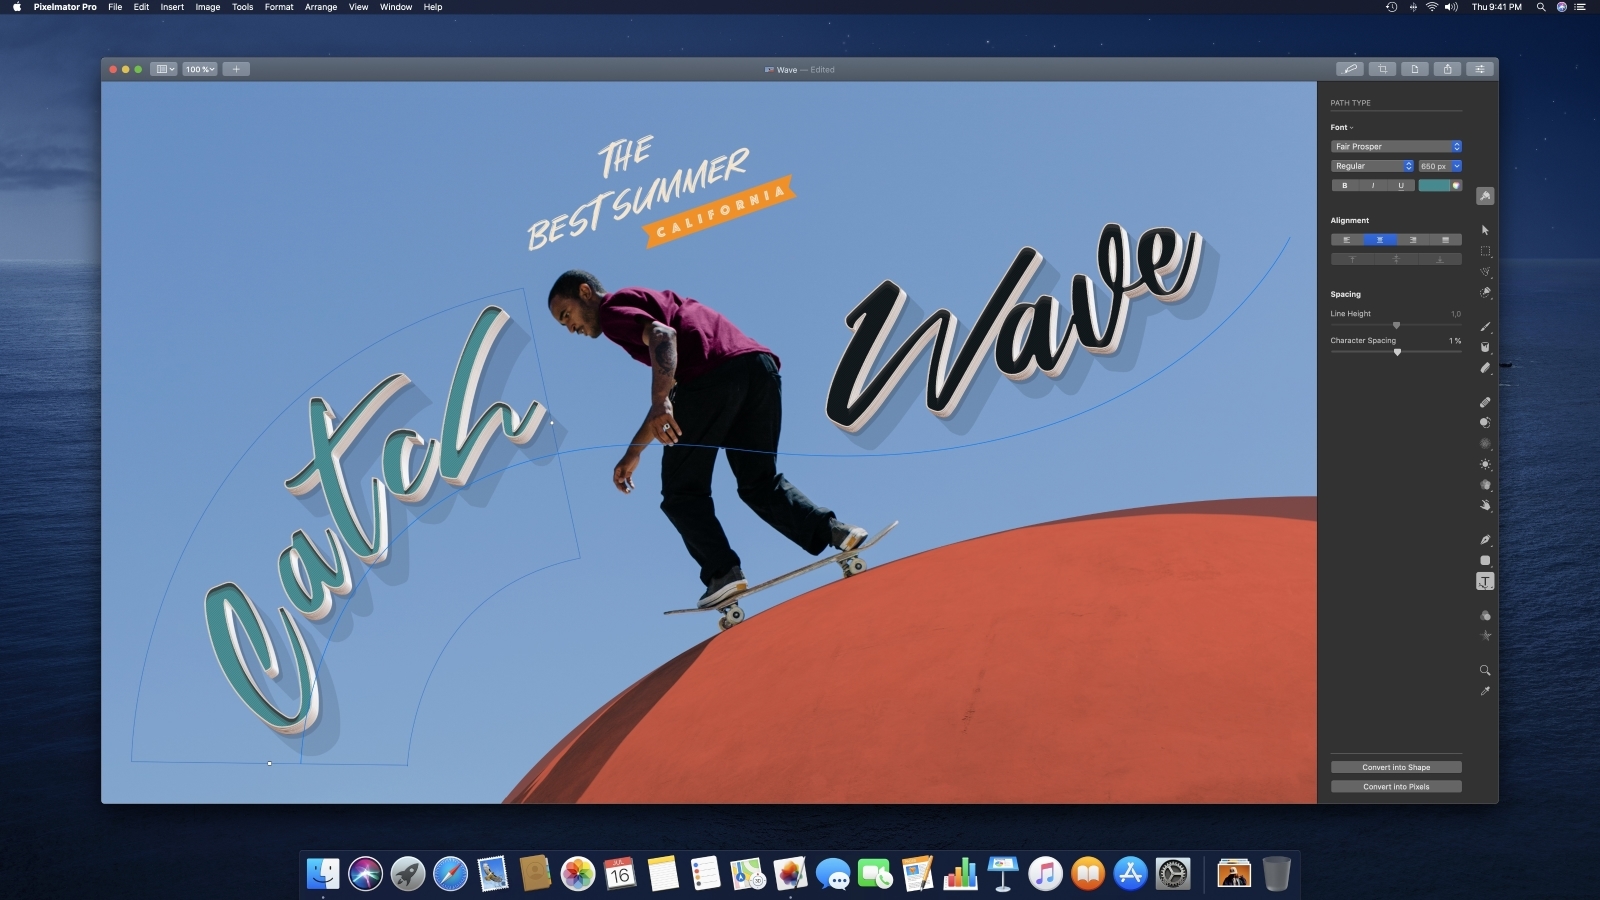 Pixelmator Pro File Edit Insert Image Tools Format Arrange View Window Help Thu 9:41 PM
100 % Wave — Edited
PATH TYPE
Font
Fair Prosper
Regular 650 px
B I U
Alignment
Spacing
Line Height 1,0
Character Spacing 1 %
Convert into Shape
Convert into Pixels
THE
BEST SUMMER
CALIFORNIA
Catch
Wave
T
JUL
16
3D